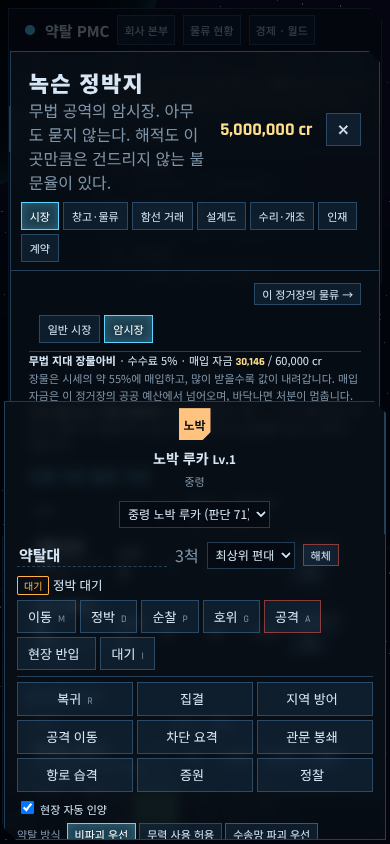 약탈 PMC 회사 본부 물류 현황 경제 · 월드
녹슨 정박지
무법 공역의 암시장. 아무
도 묻지 않는다. 해적도 이
곳만큼은 건드리지 않는 불
문율이 있다.
5,000,000 cr ×
시장 창고·물류 함선 거래 설계도 수리·개조 인재
계약
이 정거장의 물류 →
일반 시장 암시장
무법 지대 장물아비 · 수수료 5% · 매입 자금 30,146 / 60,000 cr
장물은 시세의 약 55%에 매입하고, 많이 받을수록 값이 내려갑니다. 매입
자금은 이 정거장의 공공 예산에서 넘어오며, 바닥나면 처분이 멈춥니다.
노박
노박 루카 Lv.1
중령
중령 노박 루카 (판단 71)
약탈대 3척 최상위 편대 해체
대기 정박 대기
이동 M 정박 D 순찰 P 호위 G 공격 A
현장 반입 대기 I
복귀 R 집결 지역 방어
공격 이동 차단 요격 관문 봉쇄
항로 습격 증원 정찰
현장 자동 인양
약탈 방식 비파괴 우선 무력 사용 허용 수송망 파괴 우선